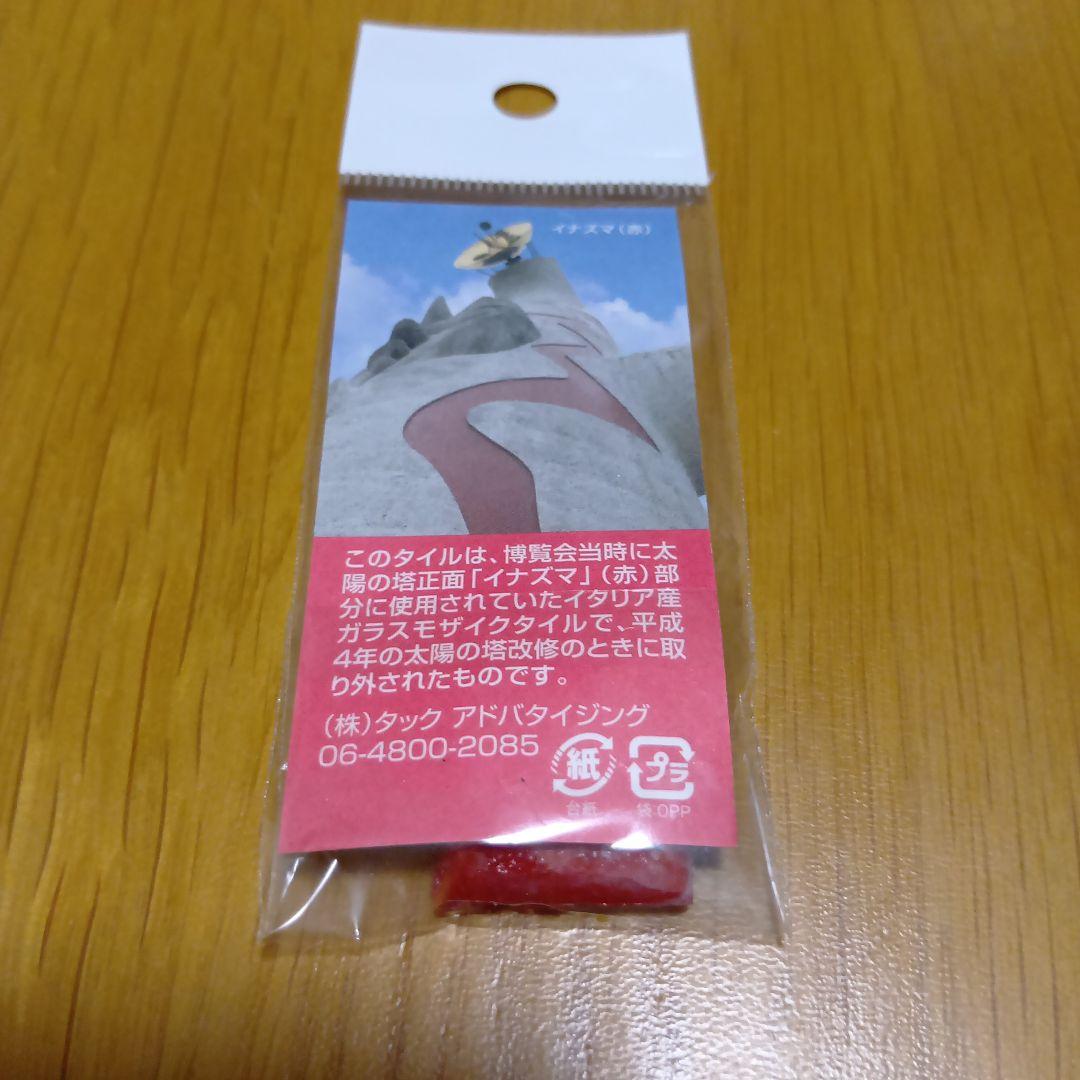 イナズマ(赤)
このタイルは、博覧会当時に太
陽の塔正面「イナズマ」(赤)部
分に使用されていたイタリア産
ガラスモザイクタイルで、平成
4年の太陽の塔改修のときに取
り外されたものです。
(株)タック アドバタイジング
06-4800-2085
紙 プラ
台紙 袋:OPP